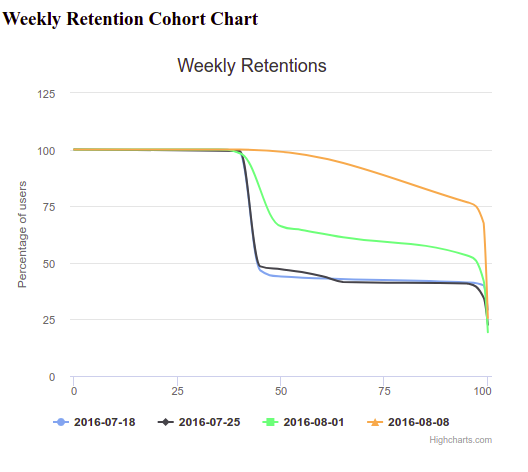 Weekly Retention Cohort Chart
Weekly Retentions
125
100
75
50
25
0
Percentage of users
0 25 50 75 100
2016-07-18 2016-07-25 2016-08-01 2016-08-08
Highcharts.com